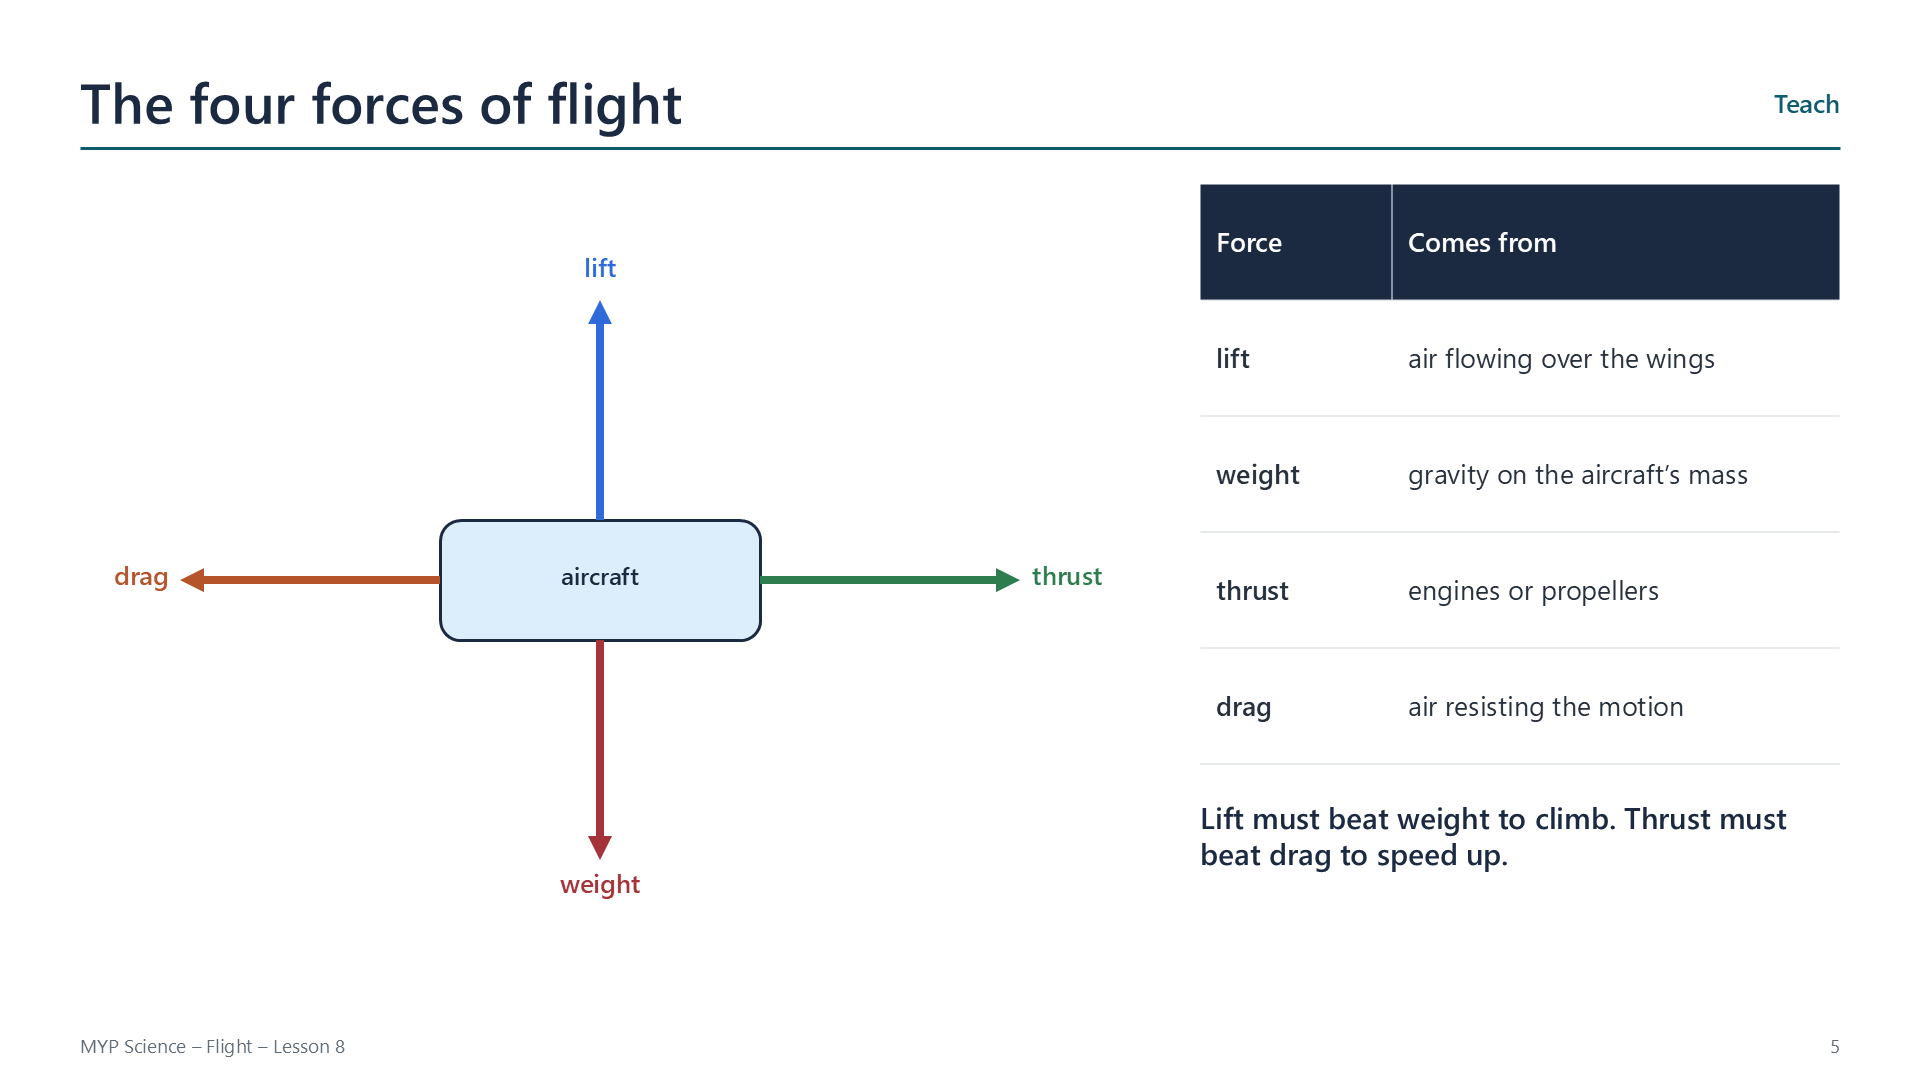 The four forces of flight
Teach
lift
drag
aircraft
thrust
weight
Force Comes from
lift air flowing over the wings
weight gravity on the aircraft’s mass
thrust engines or propellers
drag air resisting the motion
Lift must beat weight to climb. Thrust must
beat drag to speed up.
MYP Science – Flight – Lesson 8
5